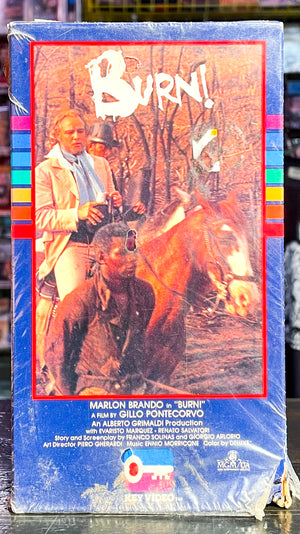 BURN!
MARLON BRANDO in "BURN!"
A FILM BY GILLO PONTECORVO
An ALBERTO GRIMALDI Production
with EVARISTO MARQUEZ · RENATO SALVATORI
Story and Screenplay by FRANCO SOLINAS and GIORGIO ARLORIO
Art Director PIERO GHERARDI Music ENNIO MORRICONE Color by DELUXE
MGM/UA
KEY VIDEO